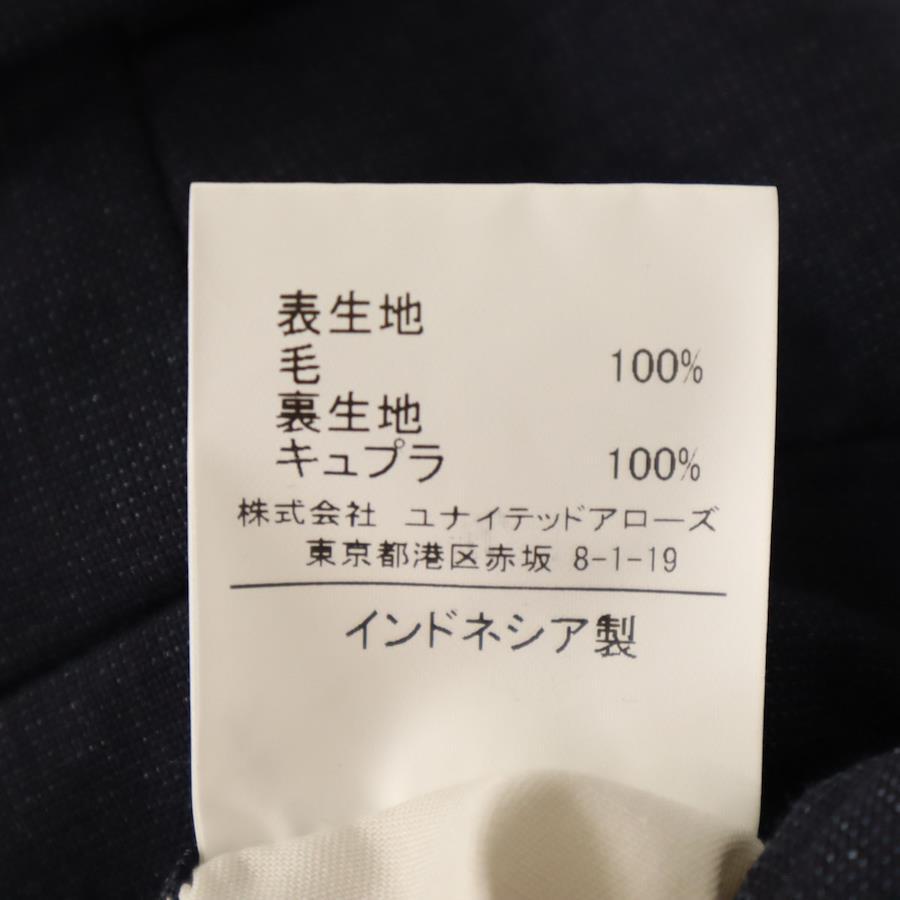 表生地
毛 100%
裏生地
キュプラ 100%
株式会社 ユナイテッドアローズ
東京都港区赤坂 8-1-19
インドネシア製